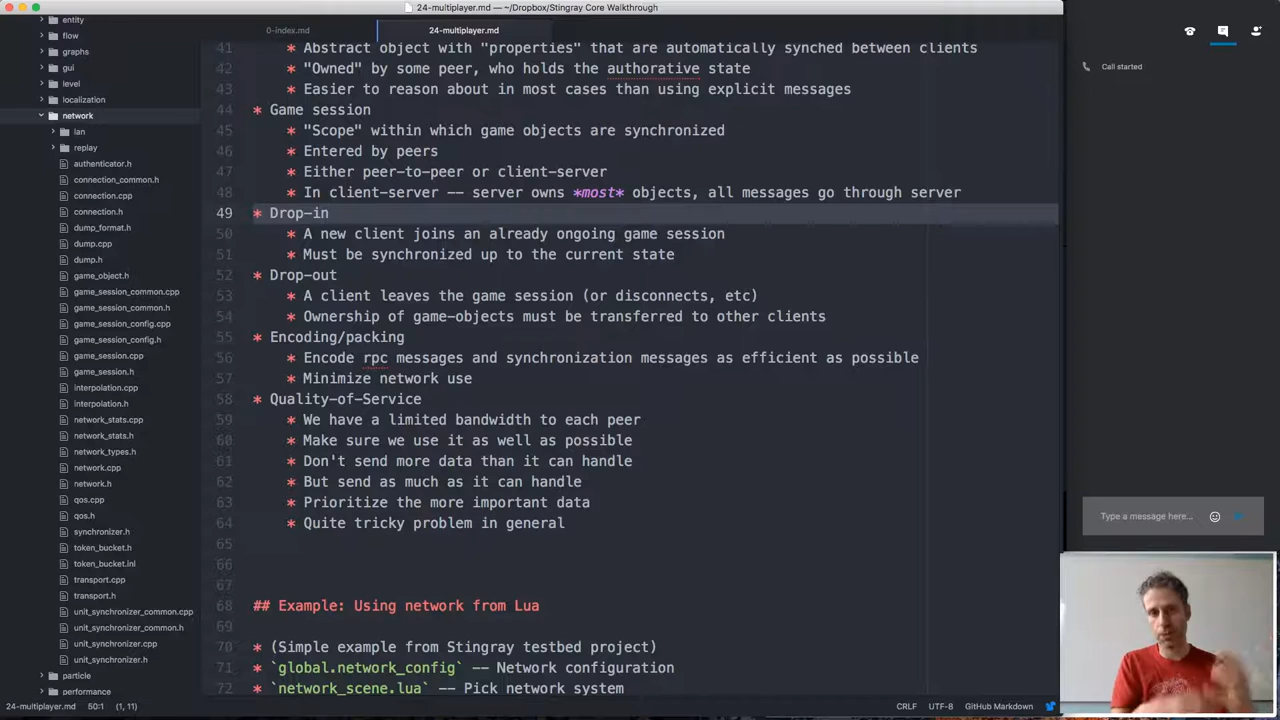 24-multiplayer.md — ~/Dropbox/Stingray Core Walkthrough
entity
flow
graphs
gui
level
localization
network
lan
replay
authenticator.h
connection_common.h
connection.cpp
connection.h
dump_format.h
dump.cpp
dump.h
game_object.h
game_session_common.cpp
game_session_common.h
game_session_config.cpp
game_session_config.h
game_session.cpp
game_session.h
interpolation.cpp
interpolation.h
network_stats.cpp
network_stats.h
network_types.h
network.cpp
network.h
qos.cpp
qos.h
synchronizer.h
token_bucket.h
token_bucket.inl
transport.cpp
transport.h
unit_synchronizer_common.cpp
unit_synchronizer_common.h
unit_synchronizer.cpp
unit_synchronizer.h
particle
performance
0-index.md
24-multiplayer.md
41 * Abstract object with "properties" that are automatically synched between clients
42 * "Owned" by some peer, who holds the authorative state
43 * Easier to reason about in most cases than using explicit messages
44 * Game session
45 * "Scope" within which game objects are synchronized
46 * Entered by peers
47 * Either peer-to-peer or client-server
48 * In client-server -- server owns *most* objects, all messages go through server
49 * Drop-in
50 * A new client joins an already ongoing game session
51 * Must be synchronized up to the current state
52 * Drop-out
53 * A client leaves the game session (or disconnects, etc)
54 * Ownership of game-objects must be transferred to other clients
55 * Encoding/packing
56 * Encode rpc messages and synchronization messages as efficient as possible
57 * Minimize network use
58 * Quality-of-Service
59 * We have a limited bandwidth to each peer
60 * Make sure we use it as well as possible
61 * Don't send more data than it can handle
62 * But send as much as it can handle
63 * Prioritize the more important data
64 * Quite tricky problem in general
65
66
67
68 ## Example: Using network from Lua
69
70 * (Simple example from Stingray testbed project)
71 * `global.network_config` -- Network configuration
72 * `network_scene.lua` -- Pick network system
24-multiplayer.md 50:1 (1, 11)
CRLF UTF-8 GitHub Markdown
Call started
Type a message here...